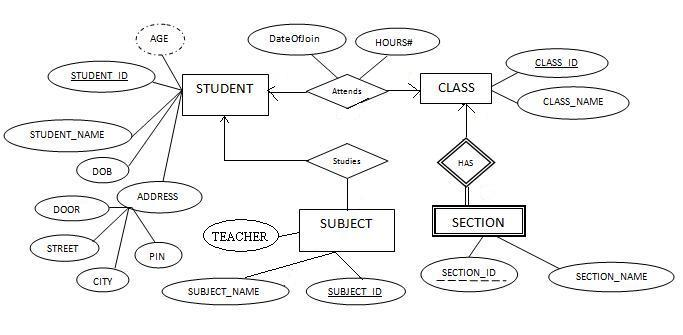 AGE
DateOfJoin
HOURS#
STUDENT_ID
STUDENT
Attends
CLASS
CLASS_ID
CLASS_NAME
STUDENT_NAME
DOB
Studies
HAS
ADDRESS
DOOR
STREET
CITY
PIN
TEACHER
SUBJECT
SECTION
SUBJECT_NAME
SUBJECT_ID
SECTION_ID
SECTION_NAME